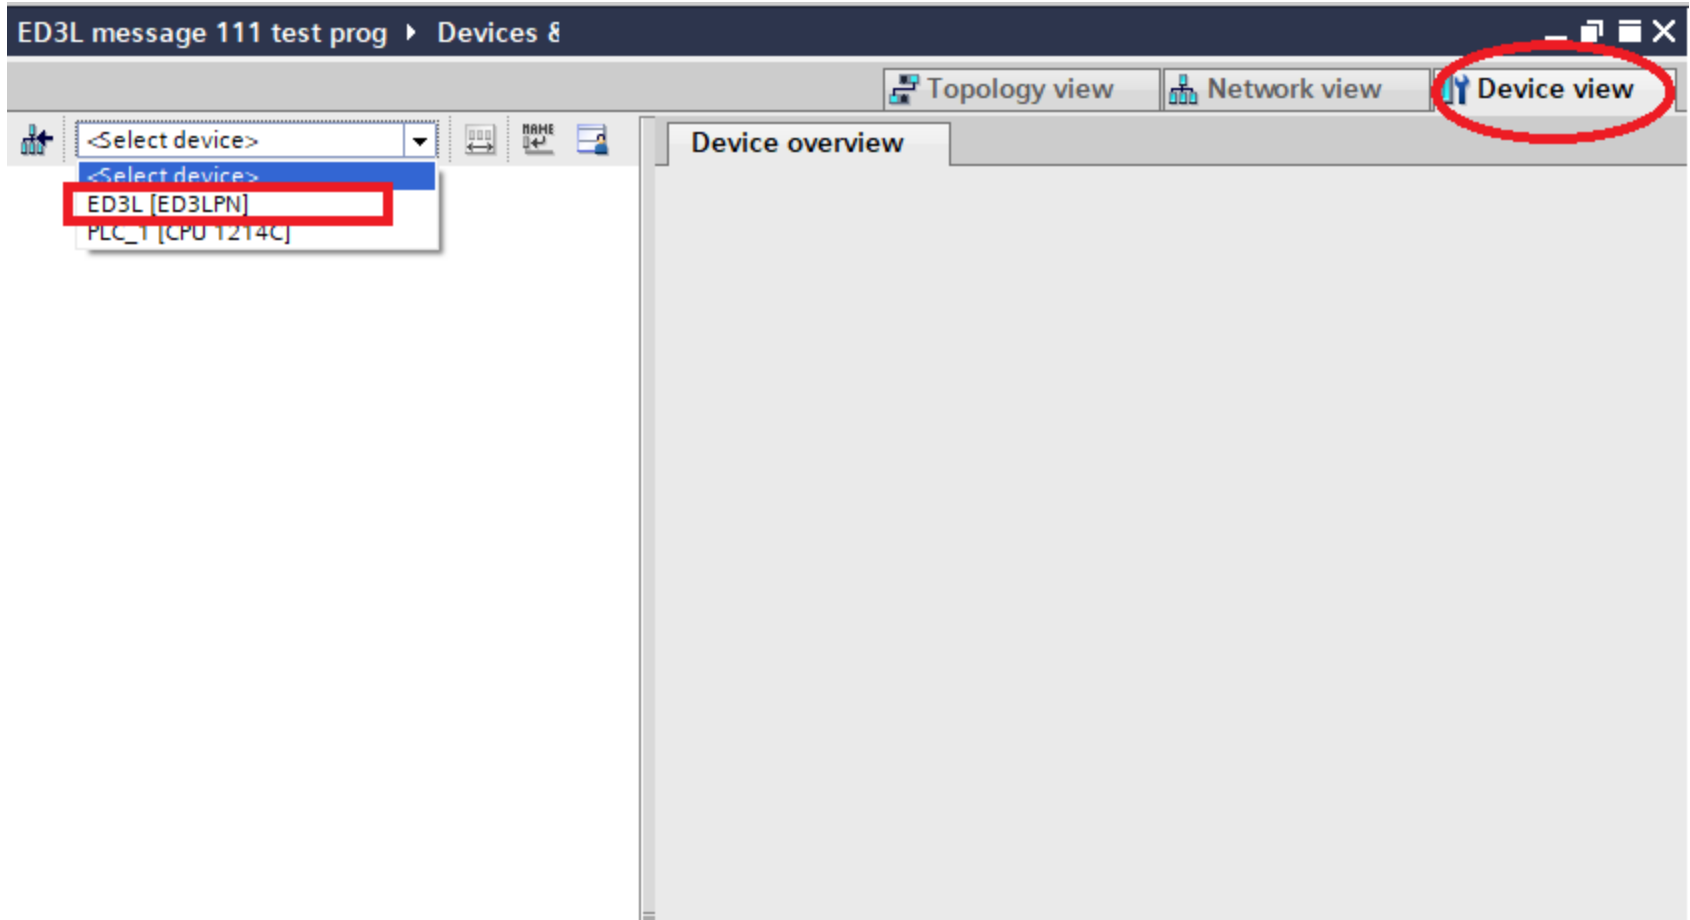 ED3L message 111 test prog ▸ Devices &
Topology view Network view Device view
<Select device> NAME Device overview
<Select device>
ED3L [ED3LPN]
PLC_1 [CPU 1214C]